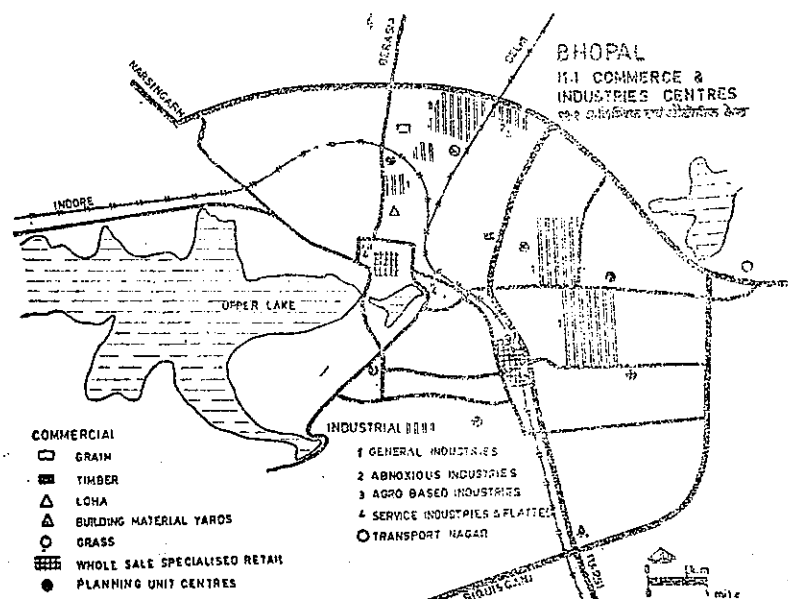 BHOPAL
COMMERCE &
INDUSTRIES CENTRES
NARSINGARH
BERASIA
DELHI
INDORE
UPPER LAKE
COMMERCIAL
GRAIN
TIMBER
LOHA
BUILDING MATERIAL YARDS
GRASS
WHOLE SALE SPECIALISED RETAIL
PLANNING UNIT CENTRES
INDUSTRIAL
1 GENERAL INDUSTRIES
2 ABNOXIOUS INDUSTRIES
3 AGRO BASED INDUSTRIES
4 SERVICE INDUSTRIES & FLATTED
TRANSPORT NAGAR